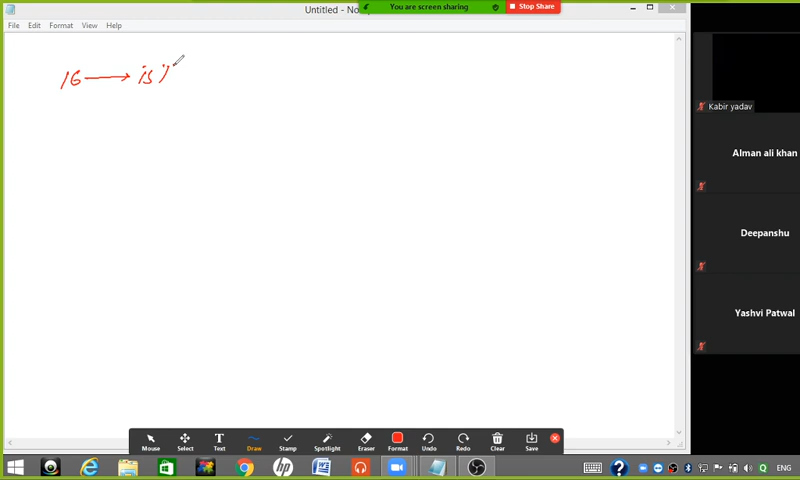 Untitled - No
You are screen sharing
Stop Share
File Edit Format View Help
16 → is
Kabir yadav
Alman ali khan
Deepanshu
Yashvi Patwal
Mouse Select Text Draw Stamp Spotlight Eraser Format Undo Redo Clear Save
ENG